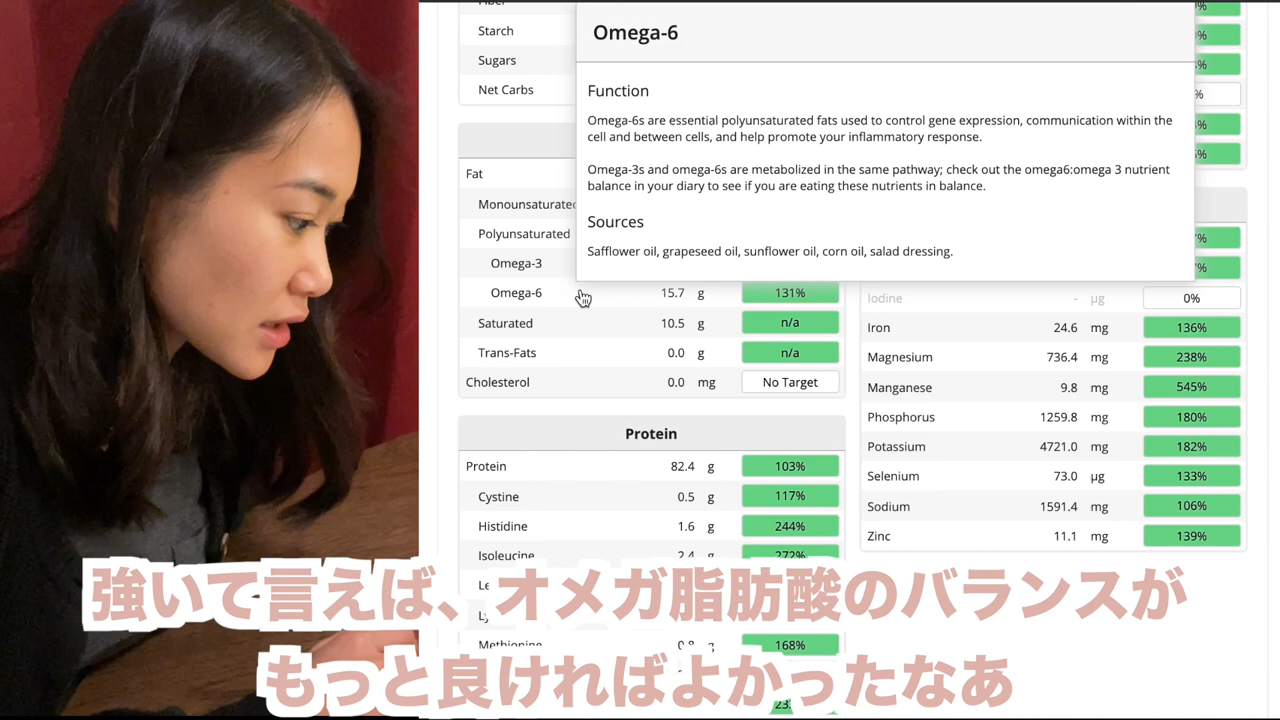 Fiber
Starch
Sugars
Net Carbs
Fat
Monounsaturated
Polyunsaturated
Omega-3
Omega-6 15.7 g 131%
Saturated 10.5 g n/a
Trans-Fats 0.0 g n/a
Cholesterol 0.0 mg No Target
Protein
Protein 82.4 g 103%
Cystine 0.5 g 117%
Histidine 1.6 g 244%
Isoleucine 2.4 g 272%
Le
Ly
Methionine 0.8 g 168%
Omega-6
Function
Omega-6s are essential polyunsaturated fats used to control gene expression, communication within the
cell and between cells, and help promote your inflammatory response.
Omega-3s and omega-6s are metabolized in the same pathway; check out the omega6:omega 3 nutrient
balance in your diary to see if you are eating these nutrients in balance.
Sources
Safflower oil, grapeseed oil, sunflower oil, corn oil, salad dressing.
Iodine - µg 0%
Iron 24.6 mg 136%
Magnesium 736.4 mg 238%
Manganese 9.8 mg 545%
Phosphorus 1259.8 mg 180%
Potassium 4721.0 mg 182%
Selenium 73.0 µg 133%
Sodium 1591.4 mg 106%
Zinc 11.1 mg 139%
強いて言えば、オメガ脂肪酸のバランスが
もっと良ければよかったなあ